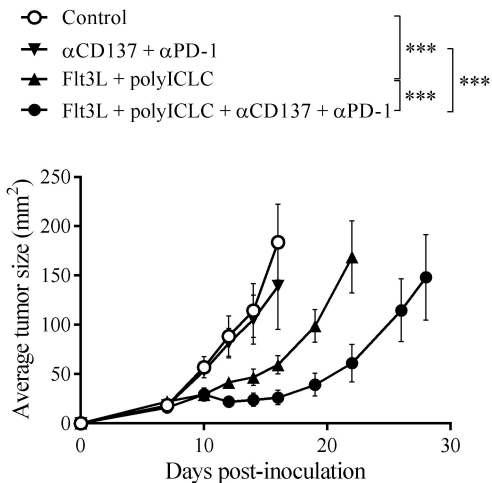 Control
αCD137 + αPD-1
Flt3L + polyICLC
Flt3L + polyICLC + αCD137 + αPD-1
***
***
***
Average tumor size (mm²)
250
200
150
100
50
0
0 10 20 30
Days post-inoculation